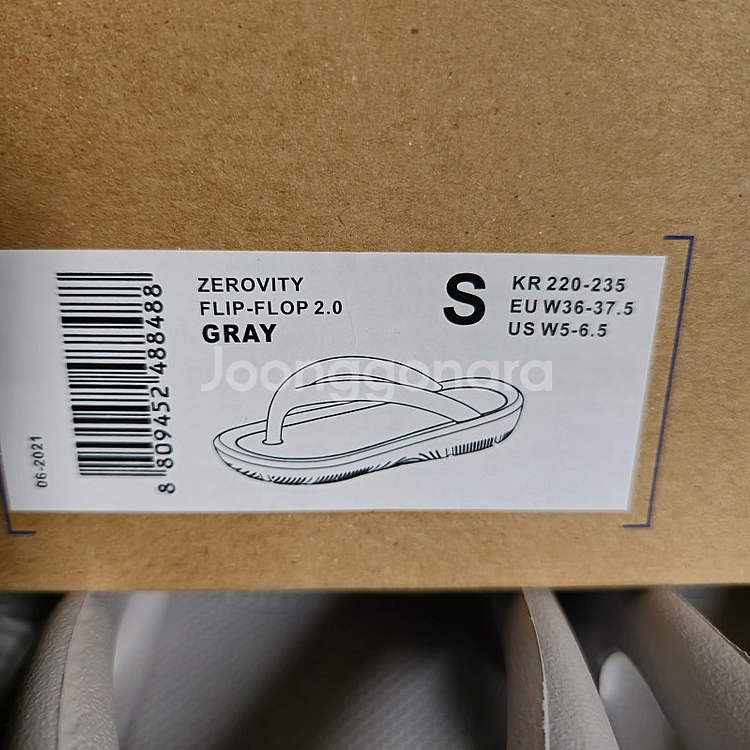 ZEROVITY
FLIP-FLOP 2.0
GRAY
S
KR 220-235
EU W36-37.5
US W5-6.5
Joonggonara
06-2021
8 809452 488488